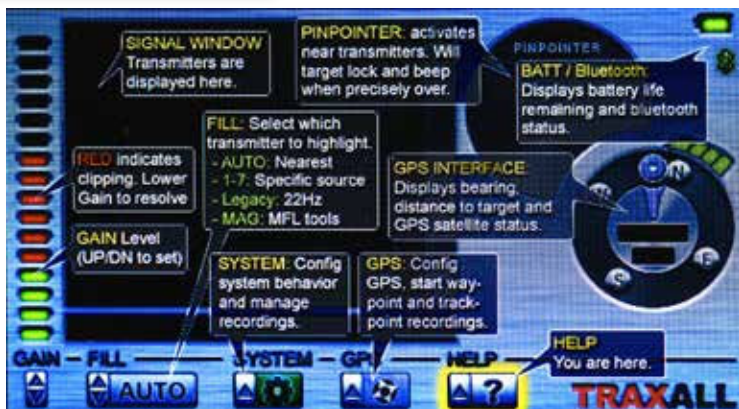 SIGNAL WINDOW
Transmitters are
displayed here.
PINPOINTER: activates
near transmitters. Will
target lock and beep
when precisely over.
PINPOINTER
BATT / Bluetooth:
Displays battery life
remaining and bluetooth
status.
FILL: Select which
transmitter to highlight.
- AUTO: Nearest
- 1-7: Specific source
- Legacy: 22Hz
- MAG: MFL tools
RED indicates
clipping. Lower
Gain to resolve
GPS INTERFACE
Displays bearing,
distance to target and
GPS satellite status.
N
E
S
GAIN Level
(UP/DN to set)
SYSTEM: Config
system behavior
and manage
recordings.
GPS: Config
GPS, start way-
point and track-
point recordings.
HELP
You are here.
GAIN - FILL
SYSTEM - GPS
HELP
AUTO
?
TRAXALL